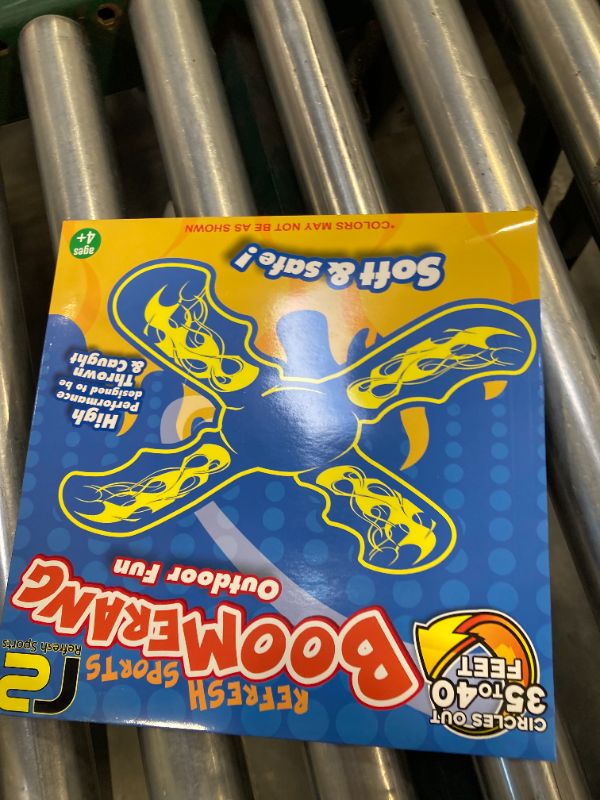 CIRCLES OUT
35 TO 40
FEET
REFRESH
SPORTS
BOOMERANG
Outdoor Fun
r2
Refresh Sports
High
Performance
designed to be
Thrown
& Caught
Soft & safe!
ages
4+
*COLORS MAY NOT BE AS SHOWN